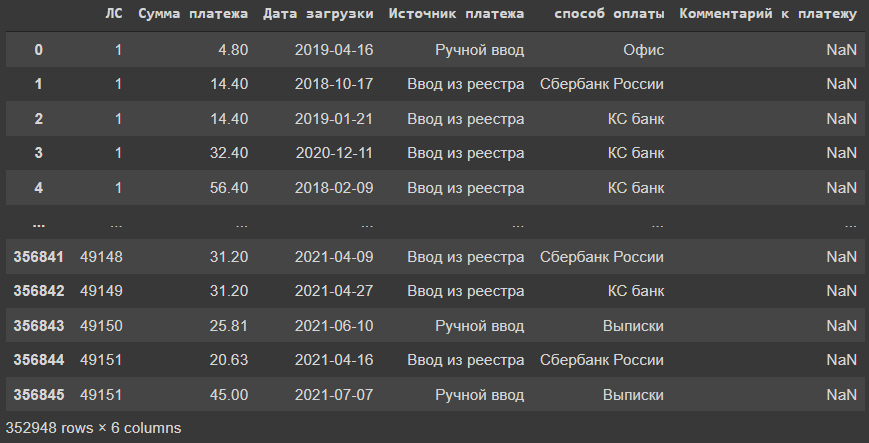 ЛС Сумма платежа Дата загрузки Источник платежа способ оплаты Комментарий к платежу
0 1 4.80 2019-04-16 Ручной ввод Офис NaN
1 1 14.40 2018-10-17 Ввод из реестра Сбербанк России NaN
2 1 14.40 2019-01-21 Ввод из реестра КС банк NaN
3 1 32.40 2020-12-11 Ввод из реестра КС банк NaN
4 1 56.40 2018-02-09 Ввод из реестра КС банк NaN
... ... ... ... ... ... ...
356841 49148 31.20 2021-04-09 Ввод из реестра Сбербанк России NaN
356842 49149 31.20 2021-04-27 Ввод из реестра КС банк NaN
356843 49150 25.81 2021-06-10 Ручной ввод Выписки NaN
356844 49151 20.63 2021-04-16 Ввод из реестра Сбербанк России NaN
356845 49151 45.00 2021-07-07 Ручной ввод Выписки NaN
352948 rows × 6 columns